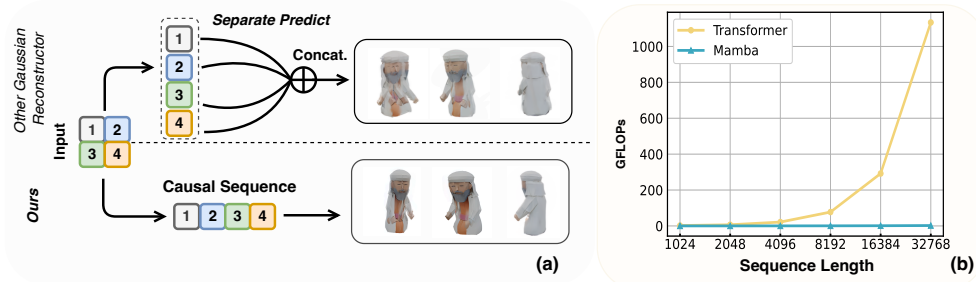 Other Gaussian
Reconstructor
Separate Predict
1
2
3
4
Concat.
Input
1 2
3 4
Ours
Causal Sequence
1 2 3 4
(a)
Transformer
Mamba
GFLOPs
1000
800
600
400
200
0
1024 2048 4096 8192 16384 32768
Sequence Length
(b)